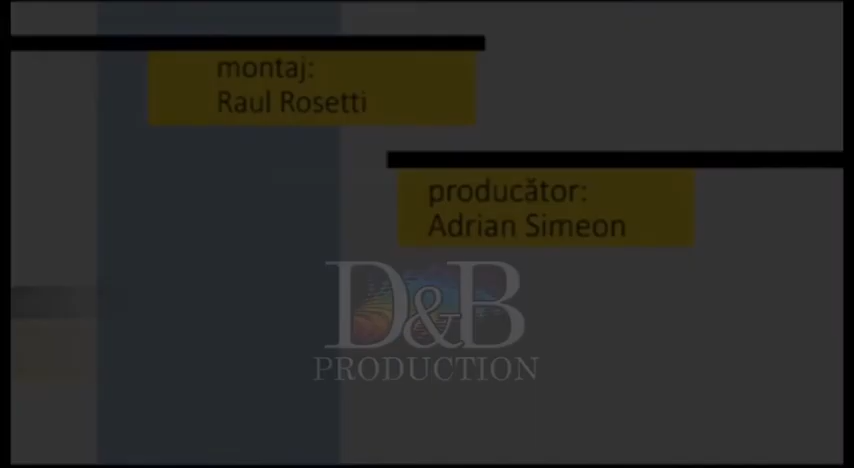 montaj:
Raul Rosetti
producător:
Adrian Simeon
D&B
PRODUCTION